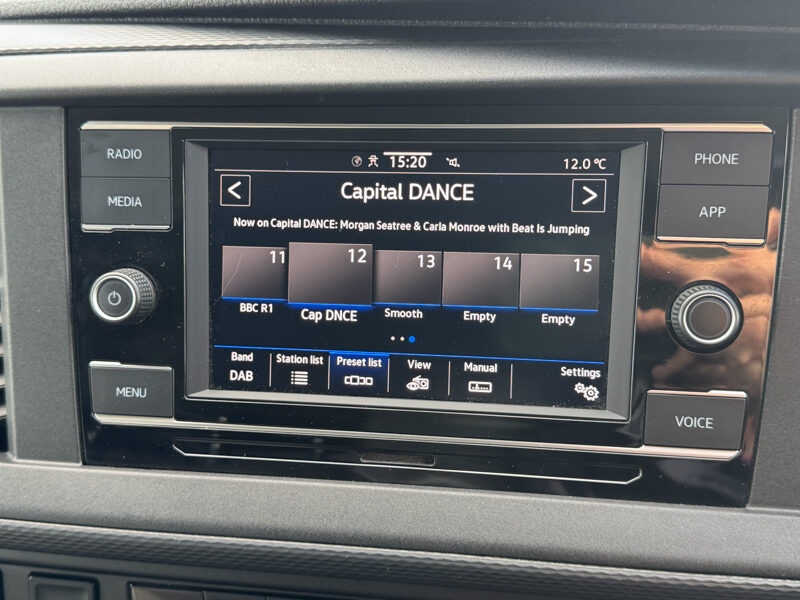 RADIO
MEDIA
MENU
15:20
12.0 °C
<
Capital DANCE
>
Now on Capital DANCE: Morgan Seatree & Carla Monroe with Beat Is Jumping
11 12 13 14 15
BBC R1 Cap DNCE Smooth Empty Empty
Band Station list Preset list View Manual Settings
DAB
PHONE
APP
VOICE